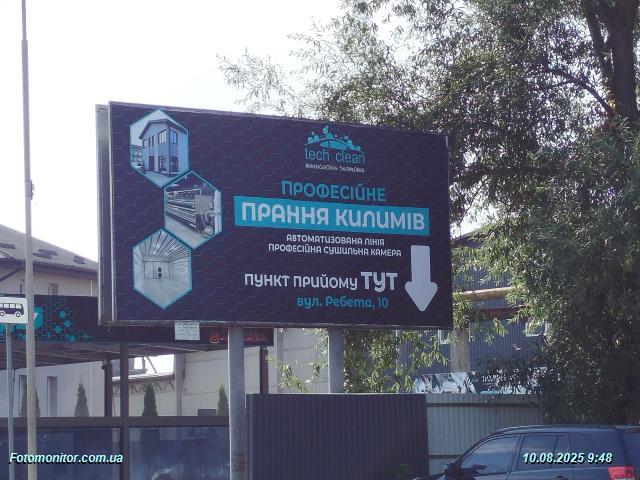 tech clean
ПРОФЕСІЙНЕ
ПРАННЯ КИЛИМІВ
АВТОМАТИЗОВАНА ЛІНІЯ
ПРОФЕСІЙНА СУШИЛЬНА КАМЕРА
ПУНКТ ПРИЙОМУ ТУТ
вул. Ребета, 10
Fotomonitor.com.ua
10.08.2025 9:48